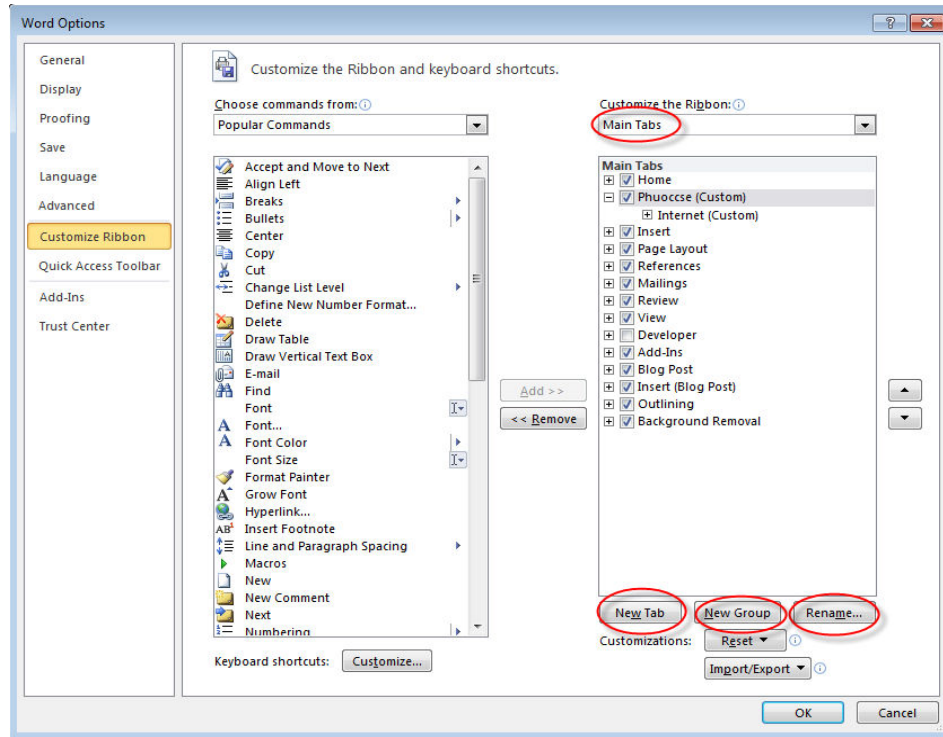 Word Options
General
Display
Proofing
Save
Language
Advanced
Customize Ribbon
Quick Access Toolbar
Add-Ins
Trust Center
Customize the Ribbon and keyboard shortcuts.
Choose commands from:
Popular Commands
Accept and Move to Next
Align Left
Breaks
Bullets
Center
Copy
Cut
Change List Level
Define New Number Format...
Delete
Draw Table
Draw Vertical Text Box
E-mail
Find
Font
Font...
Font Color
Font Size
Format Painter
Grow Font
Hyperlink...
Insert Footnote
Line and Paragraph Spacing
Macros
New
New Comment
Next
Numbering
Keyboard shortcuts: Customize...
Add >>
<< Remove
Customize the Ribbon:
Main Tabs
Main Tabs
Home
Phuoccse (Custom)
Internet (Custom)
Insert
Page Layout
References
Mailings
Review
View
Developer
Add-Ins
Blog Post
Insert (Blog Post)
Outlining
Background Removal
New Tab New Group Rename...
Customizations: Reset
Import/Export
OK Cancel